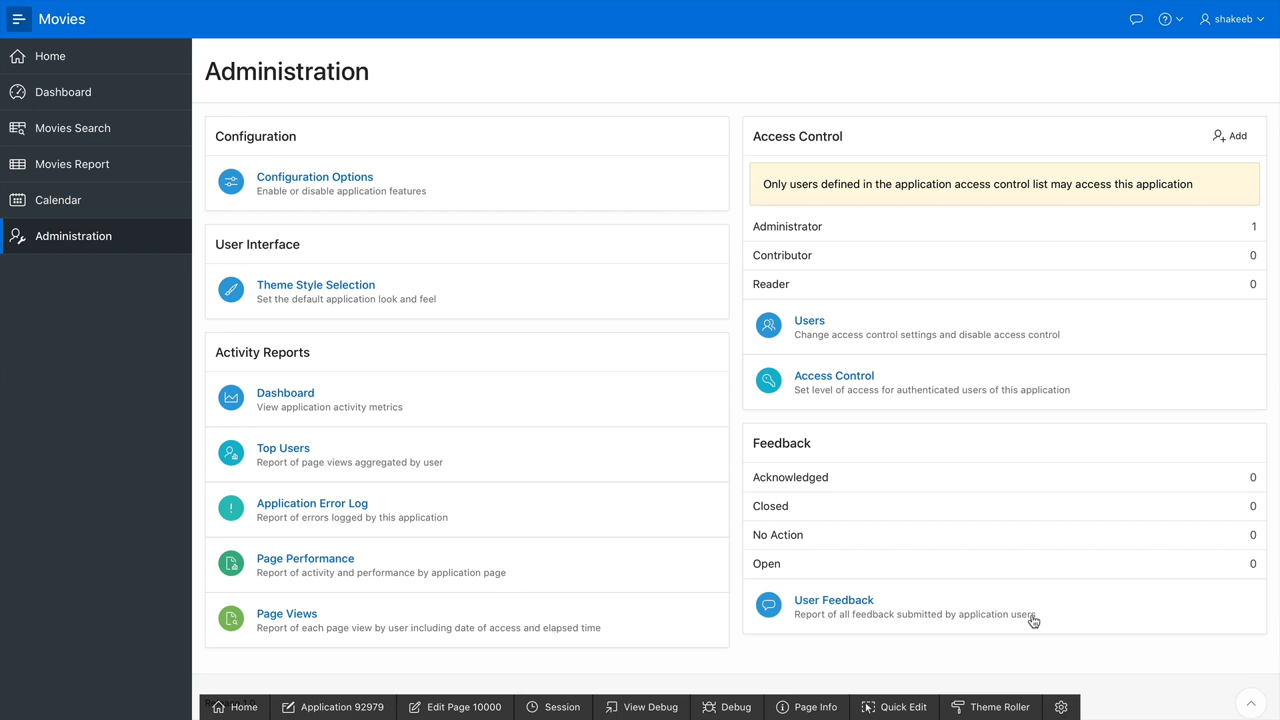 Movies
shakeeb
Home
Dashboard
Movies Search
Movies Report
Calendar
Administration
Administration
Configuration
Configuration Options
Enable or disable application features
User Interface
Theme Style Selection
Set the default application look and feel
Activity Reports
Dashboard
View application activity metrics
Top Users
Report of page views aggregated by user
Application Error Log
Report of errors logged by this application
Page Performance
Report of activity and performance by application page
Page Views
Report of each page view by user including date of access and elapsed time
Access Control
Add
Only users defined in the application access control list may access this application
Administrator 1
Contributor 0
Reader 0
Users
Change access control settings and disable access control
Access Control
Set level of access for authenticated users of this application
Feedback
Acknowledged 0
Closed 0
No Action 0
Open 0
User Feedback
Report of all feedback submitted by application users
Home Application 92979 Edit Page 10000 Session View Debug Debug Page Info Quick Edit Theme Roller